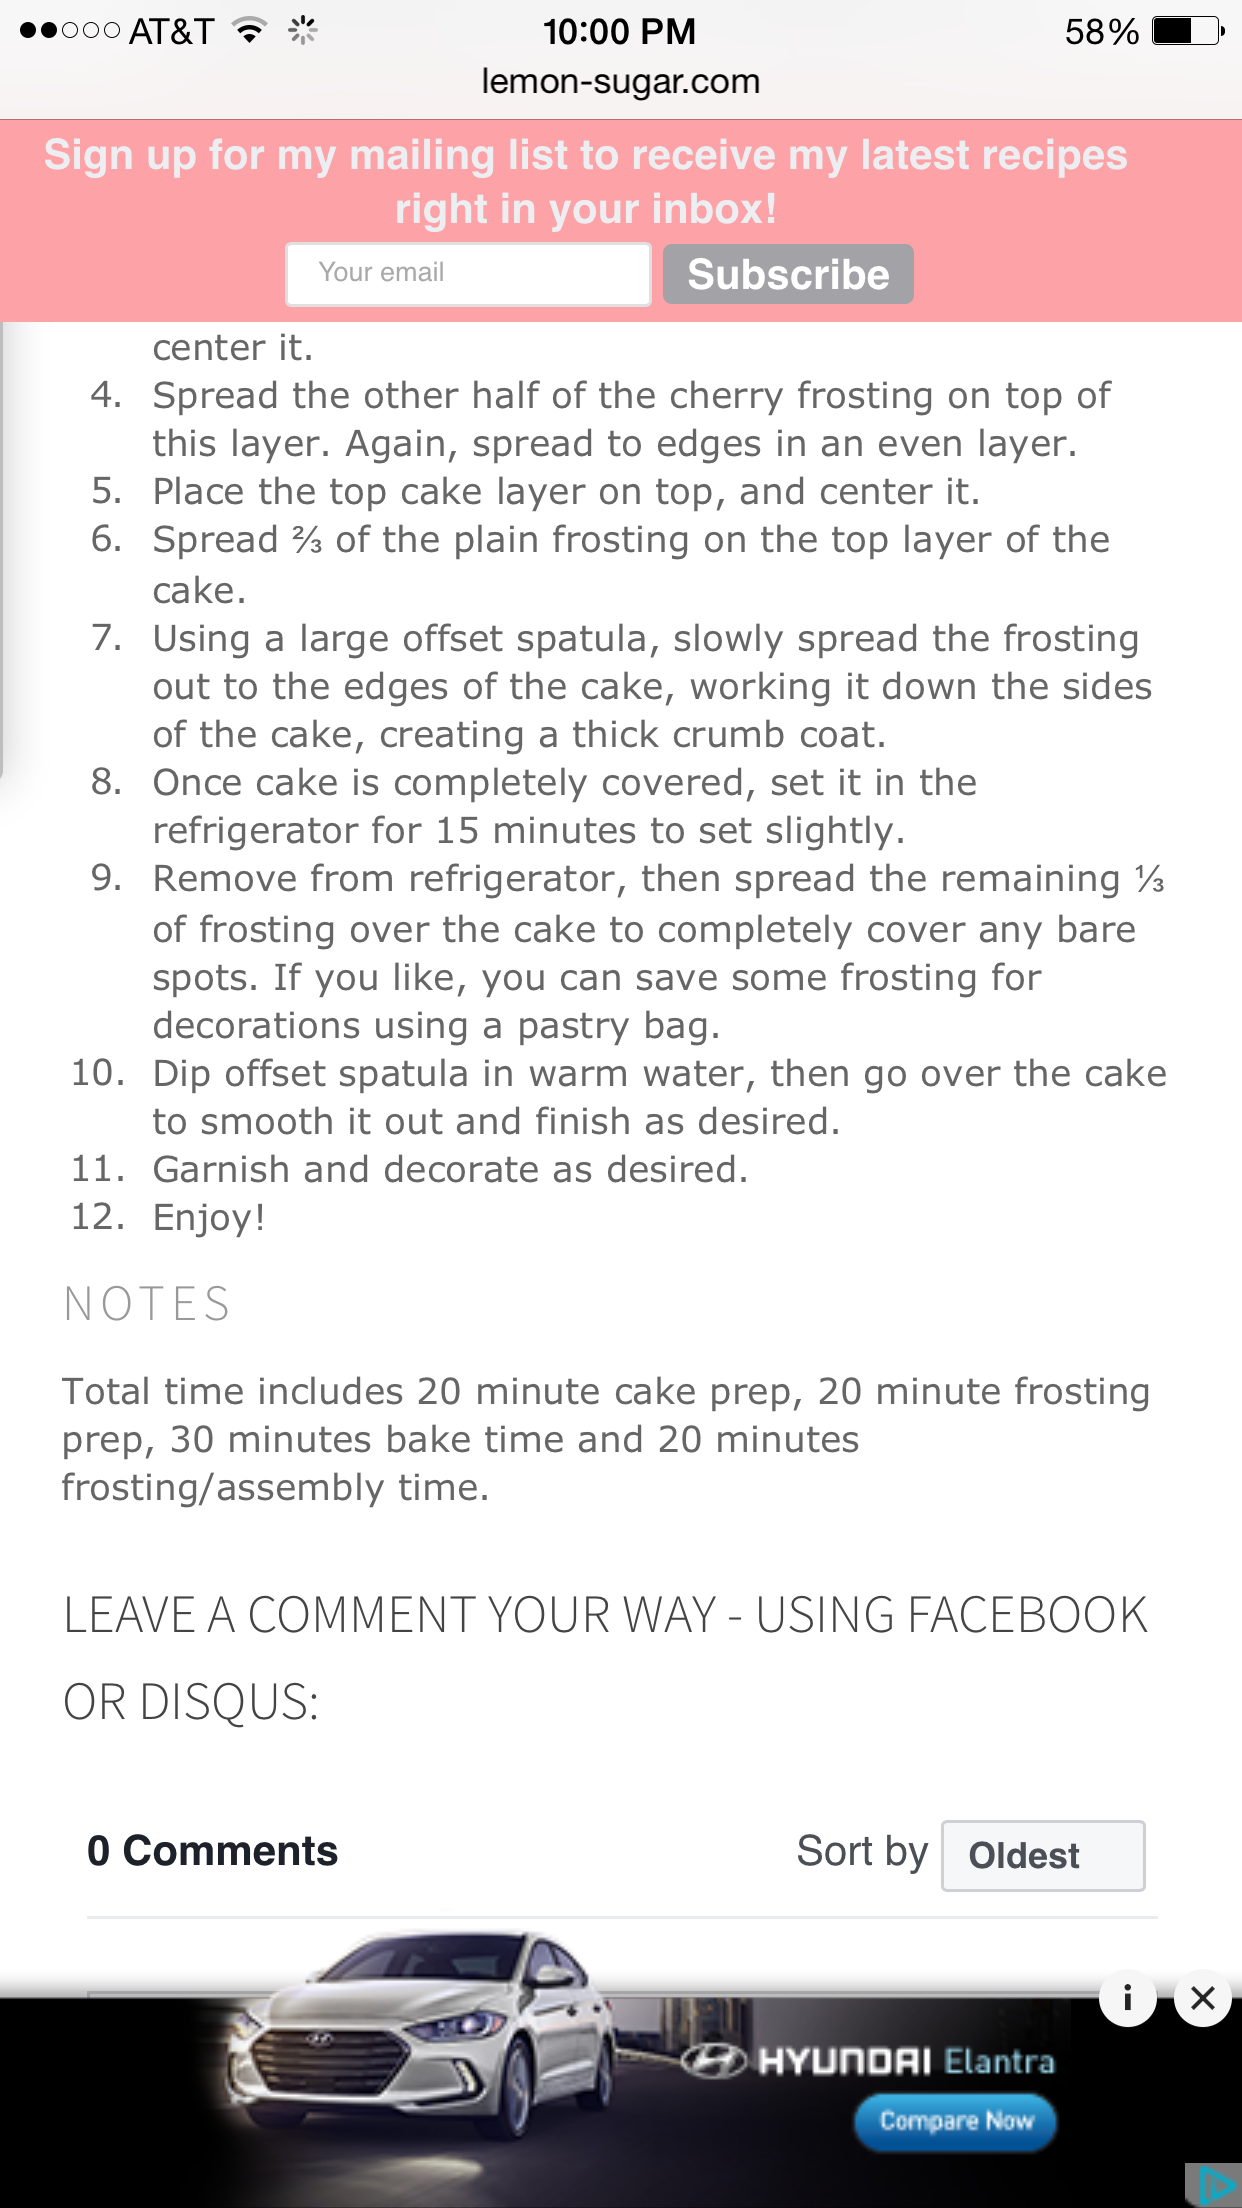 AT&T 10:00 PM 58%
lemon-sugar.com
Sign up for my mailing list to receive my latest recipes
right in your inbox!
Your email Subscribe
center it.
4. Spread the other half of the cherry frosting on top of
this layer. Again, spread to edges in an even layer.
5. Place the top cake layer on top, and center it.
6. Spread ⅔ of the plain frosting on the top layer of the
cake.
7. Using a large offset spatula, slowly spread the frosting
out to the edges of the cake, working it down the sides
of the cake, creating a thick crumb coat.
8. Once cake is completely covered, set it in the
refrigerator for 15 minutes to set slightly.
9. Remove from refrigerator, then spread the remaining ⅓
of frosting over the cake to completely cover any bare
spots. If you like, you can save some frosting for
decorations using a pastry bag.
10. Dip offset spatula in warm water, then go over the cake
to smooth it out and finish as desired.
11. Garnish and decorate as desired.
12. Enjoy!
NOTES
Total time includes 20 minute cake prep, 20 minute frosting
prep, 30 minutes bake time and 20 minutes
frosting/assembly time.
LEAVE A COMMENT YOUR WAY - USING FACEBOOK
OR DISQUS:
0 Comments Sort by Oldest
i ×
HYUNDAI Elantra
Compare Now